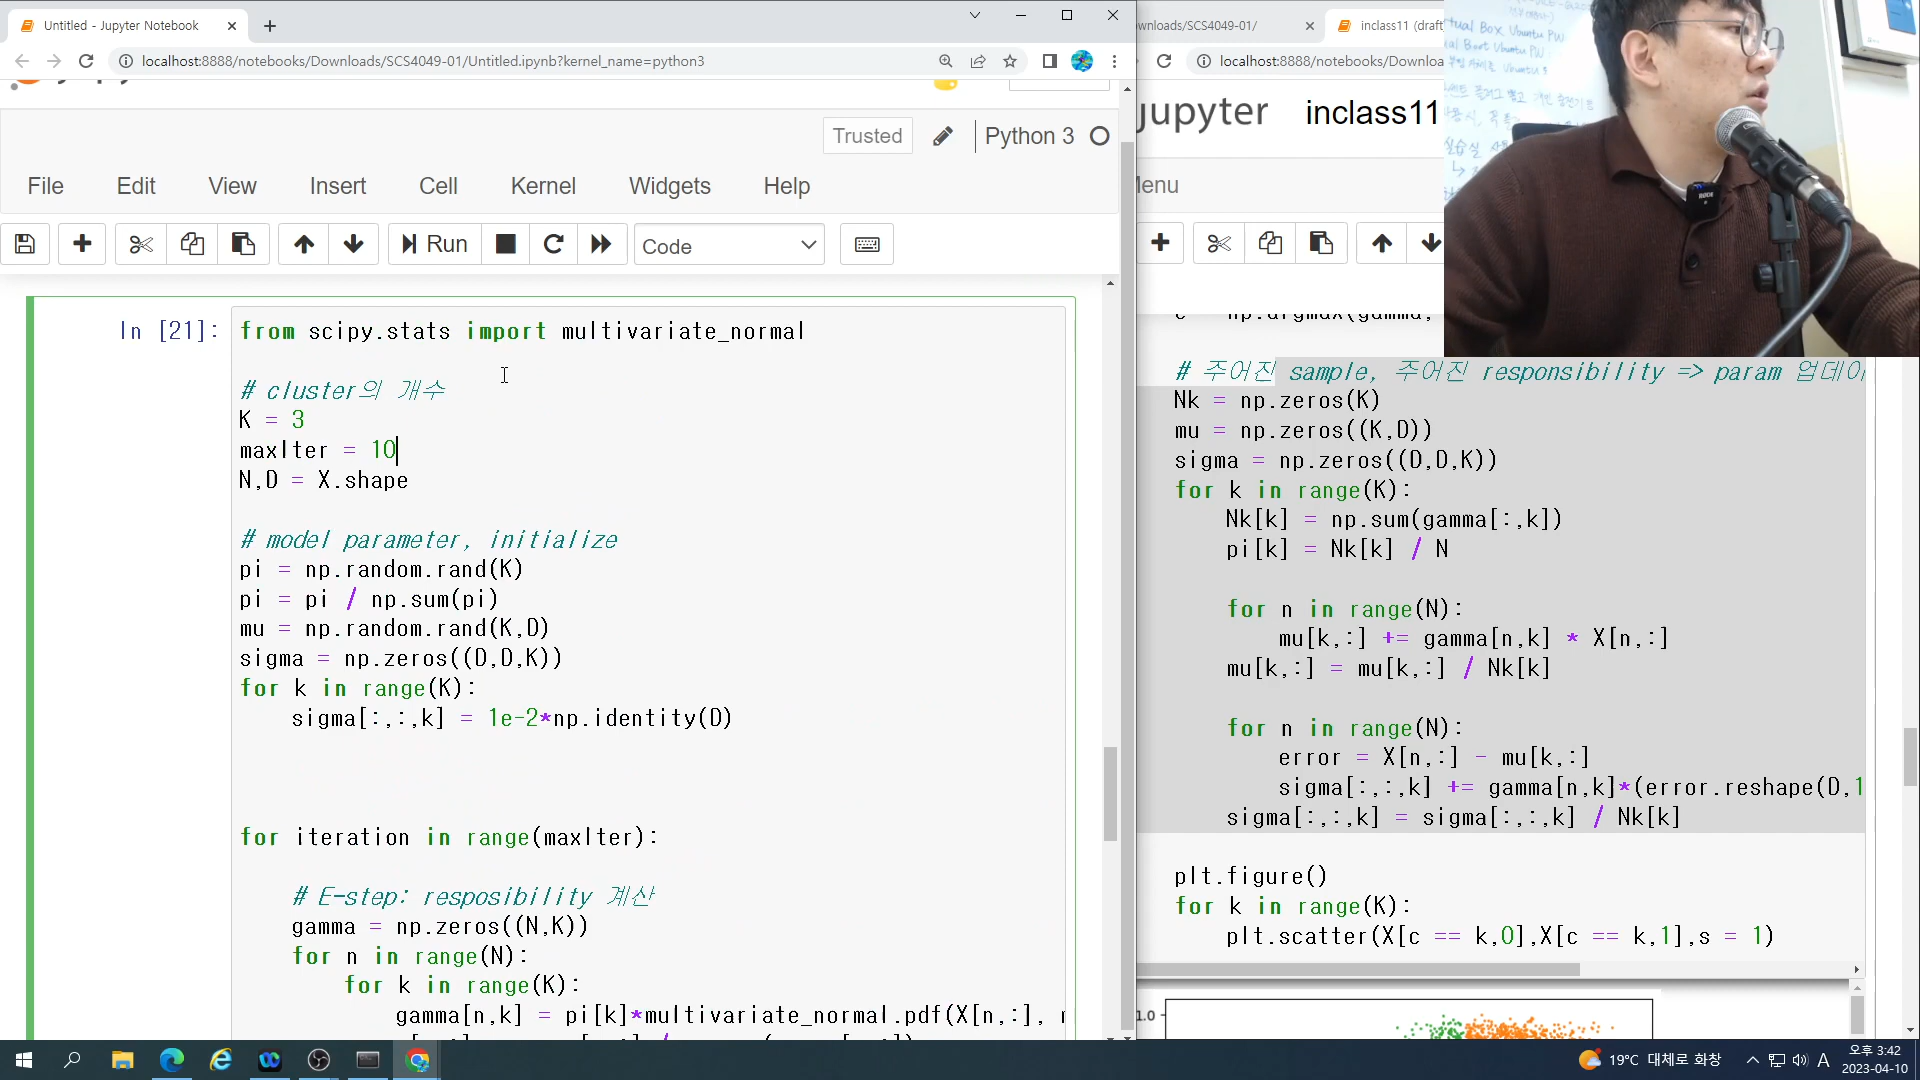 Untitled - Jupyter Notebook
localhost:8888/notebooks/Downloads/SCS4049-01/Untitled.ipynb?kernel_name=python3
Trusted
Python 3
File Edit View Insert Cell Kernel Widgets Help
Run
Code
In [21]:
from scipy.stats import multivariate_normal
# cluster의 개수
K = 3
maxIter = 10
N,D = X.shape
# model parameter, initialize
pi = np.random.rand(K)
pi = pi / np.sum(pi)
mu = np.random.rand(K,D)
sigma = np.zeros((D,D,K))
for k in range(K):
sigma[:,:,k] = 1e-2*np.identity(D)
for iteration in range(maxIter):
# E-step: resposibility 계산
gamma = np.zeros((N,K))
for n in range(N):
for k in range(K):
gamma[n,k] = pi[k]*multivariate_normal.pdf(X[n,:],
wnloads/SCS4049-01/
inclass11 (draft
localhost:8888/notebooks/Downloa
jupyter inclass11
Menu
# 주어진 sample, 주어진 responsibility => param 업데이
Nk = np.zeros(K)
mu = np.zeros((K,D))
sigma = np.zeros((D,D,K))
for k in range(K):
Nk[k] = np.sum(gamma[:,k])
pi[k] = Nk[k] / N
for n in range(N):
mu[k,:] += gamma[n,k] * X[n,:]
mu[k,:] = mu[k,:] / Nk[k]
for n in range(N):
error = X[n,:] - mu[k,:]
sigma[:,:,k] += gamma[n,k]*(error.reshape(D,1
sigma[:,:,k] = sigma[:,:,k] / Nk[k]
plt.figure()
for k in range(K):
plt.scatter(X[c == k,0],X[c == k,1],s = 1)
1.0
19°C 대체로 화창
A
오후 3:42
2023-04-10